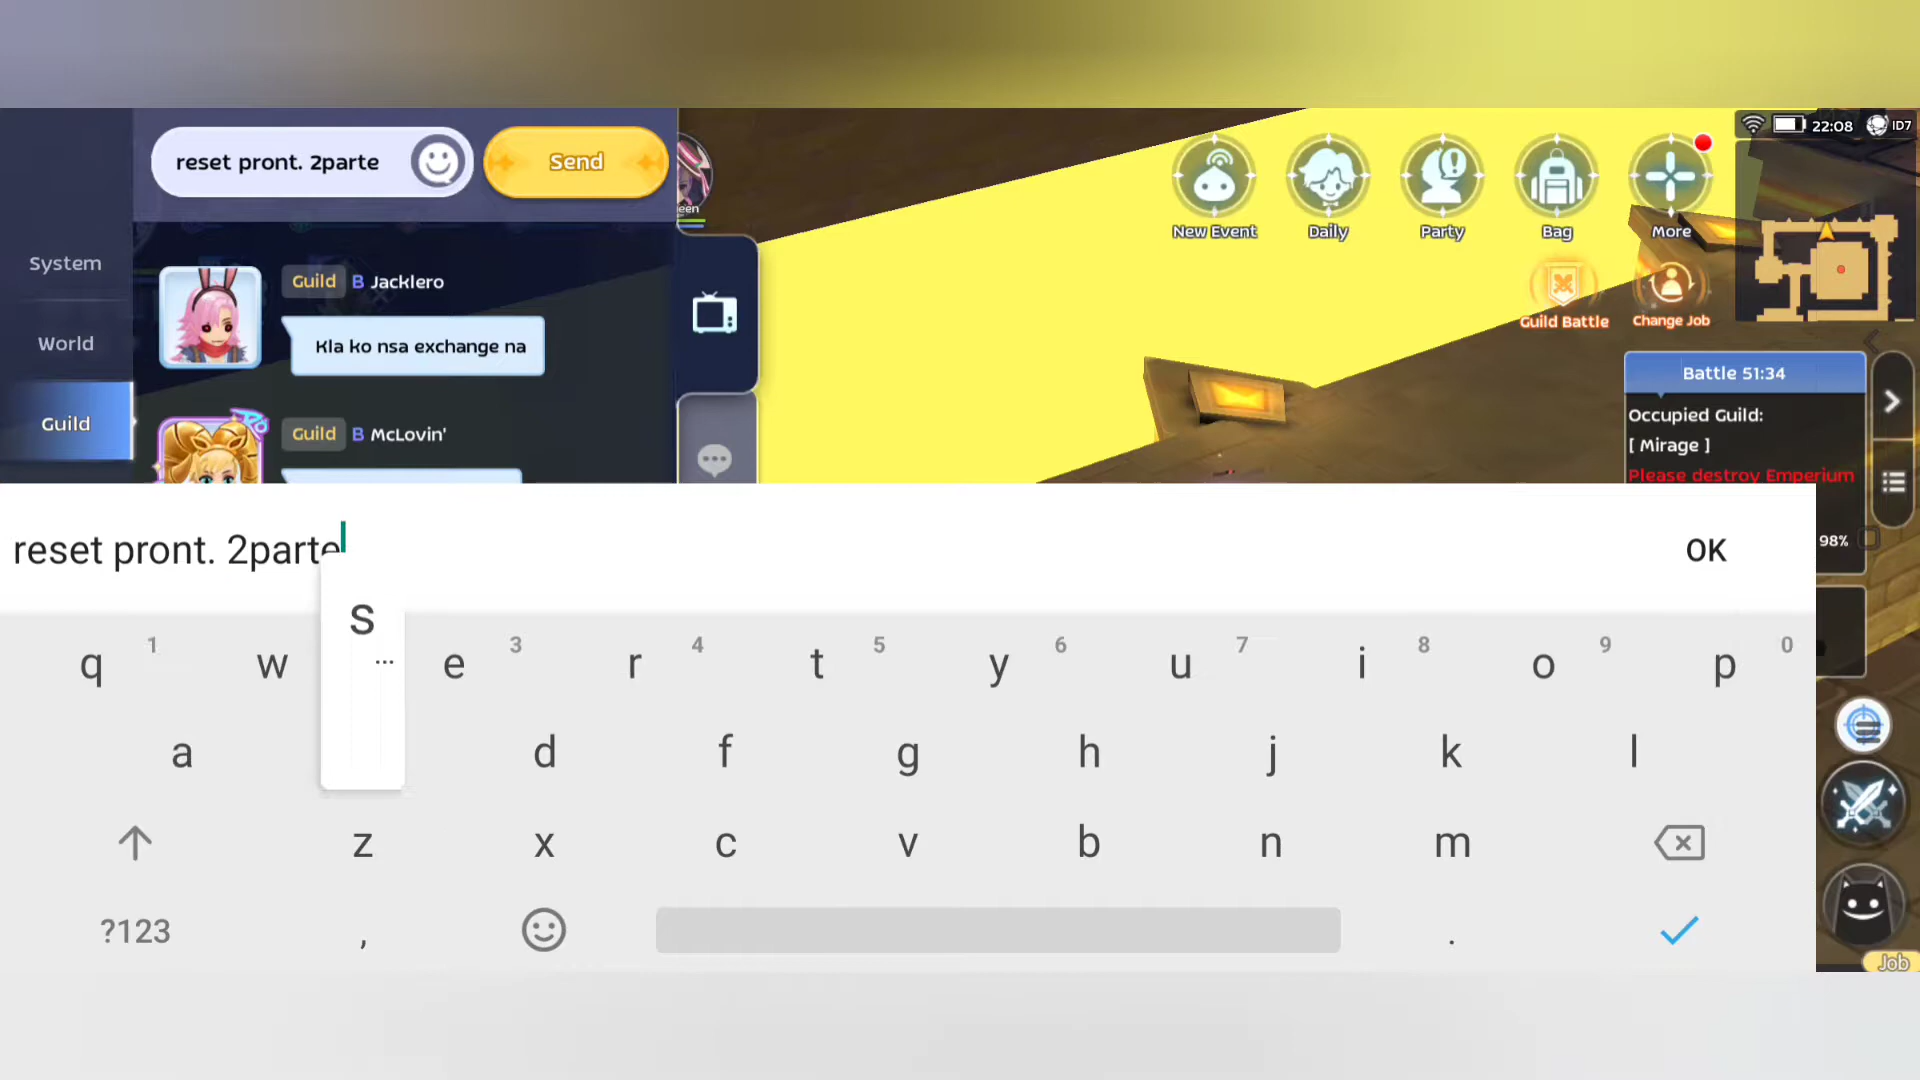 reset pront. 2parte
Send
System
World
Guild
Guild B Jacklero
Kla ko nsa exchange na
Guild B McLovin'
een
New Event
Daily
Party
Bag
More
Guild Battle
Change Job
22:08
ID7
Battle 51:34
Occupied Guild:
[ Mirage ]
Please destroy Emperium
98%
reset pront. 2parte
OK
s
...
q 1 w e 3 r 4 t 5 y 6 u 7 i 8 o 9 p 0
a d f g h j k l
z x c v b n m
?123 , .
Job